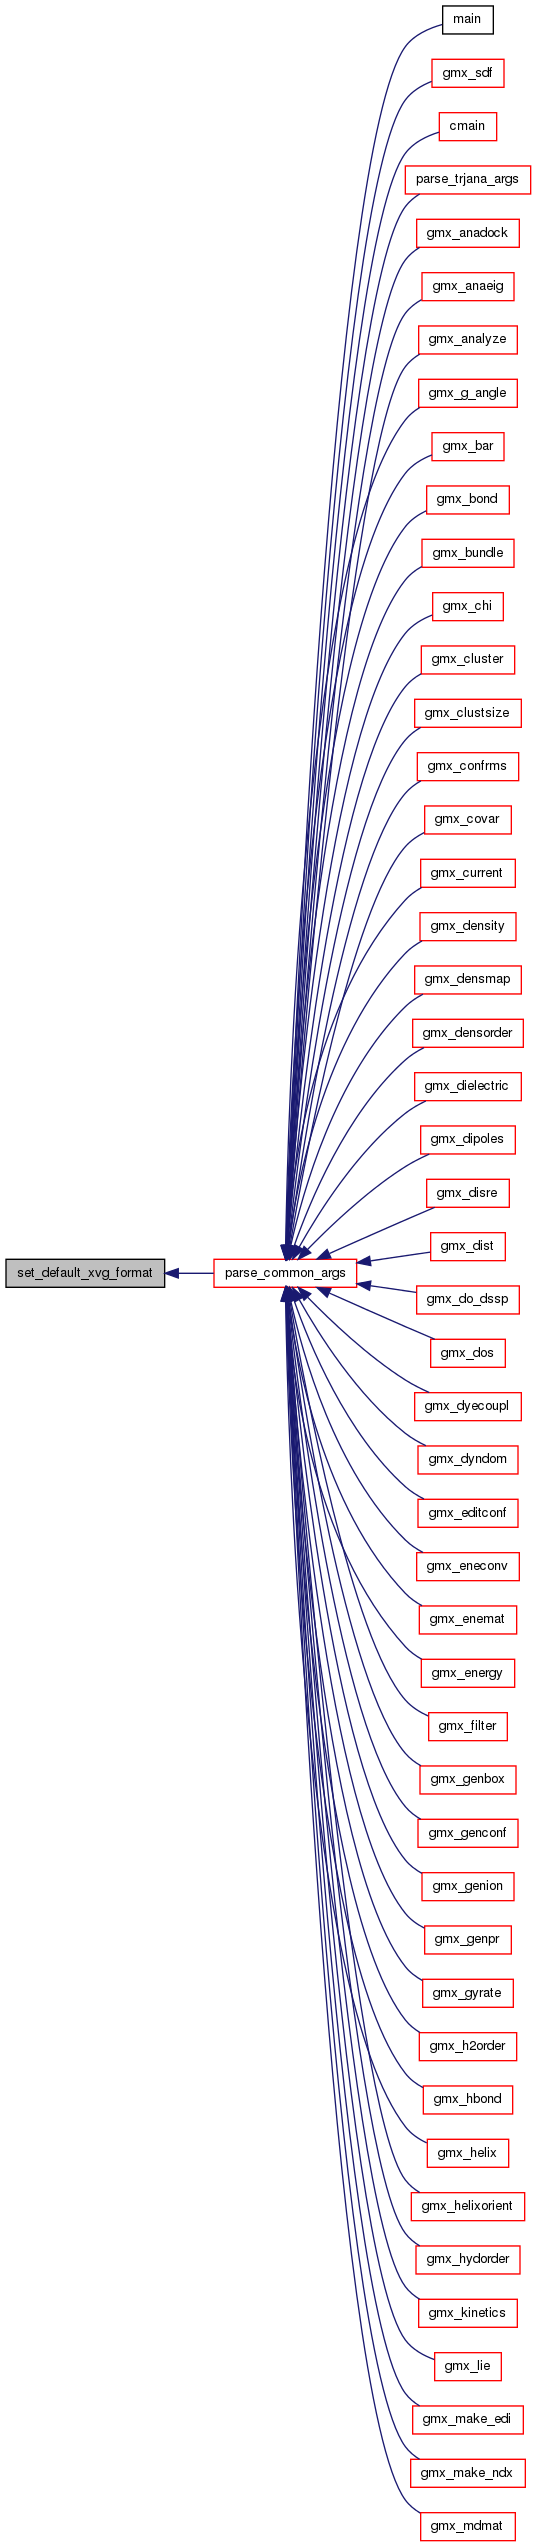 main
gmx_sdf
cmain
parse_trjana_args
gmx_anadock
gmx_anaeig
gmx_analyze
gmx_g_angle
gmx_bar
gmx_bond
gmx_bundle
gmx_chi
gmx_cluster
gmx_clustsize
gmx_confrms
gmx_covar
gmx_current
gmx_density
gmx_densmap
gmx_densorder
gmx_dielectric
gmx_dipoles
gmx_disre
gmx_dist
set_default_xvg_format
parse_common_args
gmx_do_dssp
gmx_dos
gmx_dyecoupl
gmx_dyndom
gmx_editconf
gmx_eneconv
gmx_enemat
gmx_energy
gmx_filter
gmx_genbox
gmx_genconf
gmx_genion
gmx_genpr
gmx_gyrate
gmx_h2order
gmx_hbond
gmx_helix
gmx_helixorient
gmx_hydorder
gmx_kinetics
gmx_lie
gmx_make_edi
gmx_make_ndx
gmx_mdmat